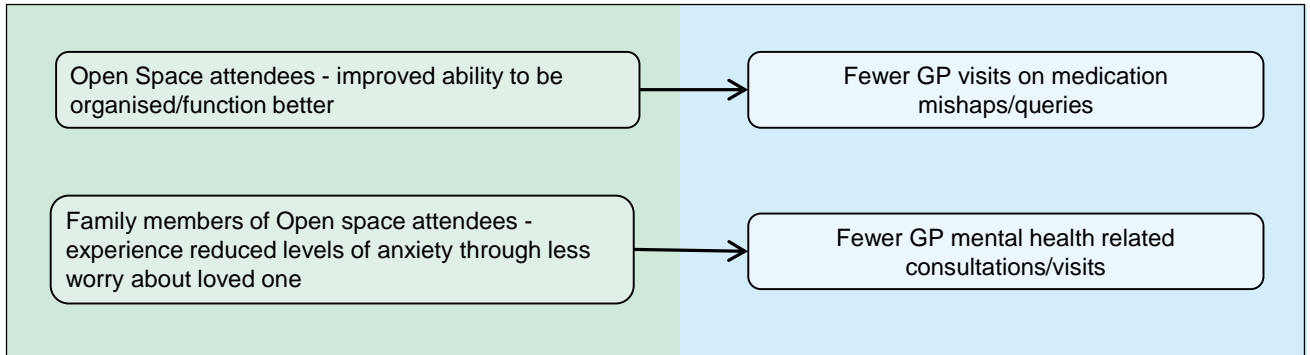 Open Space attendees - improved ability to be
organised/function better
Fewer GP visits on medication
mishaps/queries
Family members of Open space attendees -
experience reduced levels of anxiety through less
worry about loved one
Fewer GP mental health related
consultations/visits